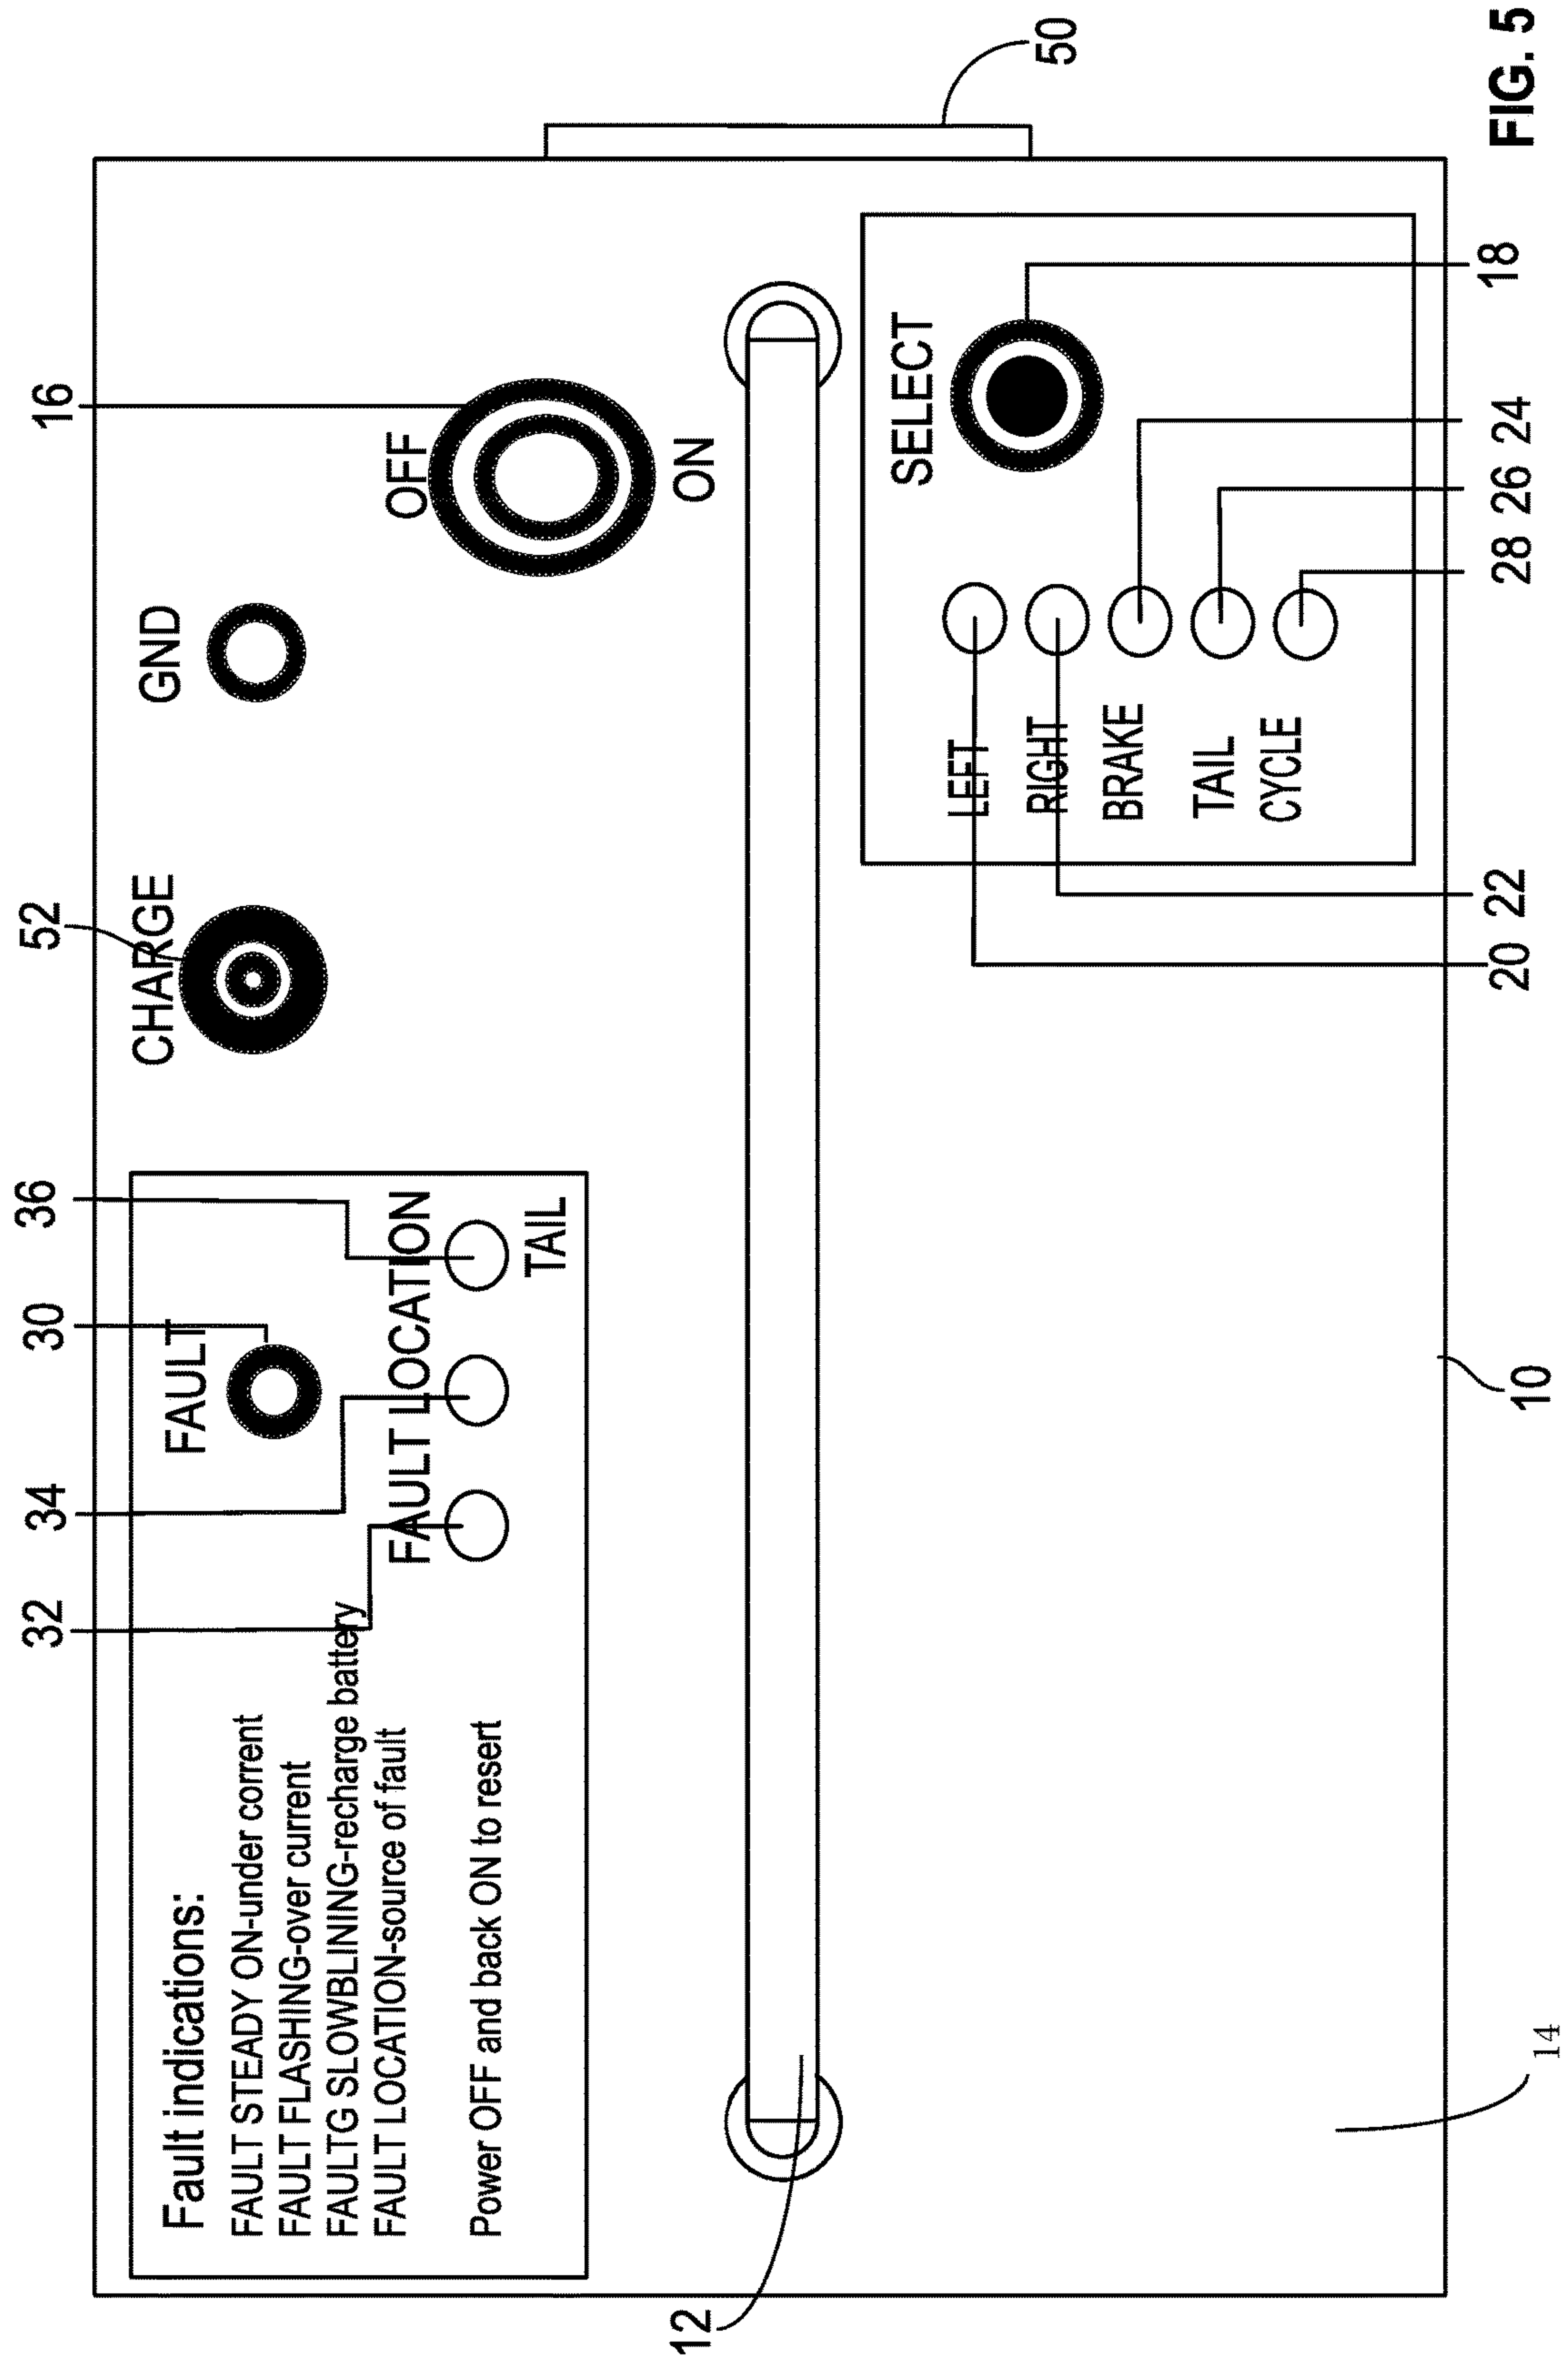 36
30
34
32
52
16
FAULT
FAULT LOCATION
TAIL
Fault indications:
FAULT STEADY ON-under corrent
FAULT FLASHING-over current
FAULTG SLOWBLINING-recharge battery
FAULT LOCATION-source of fault
Power OFF and back ON to resert
CHARGE
GND
OFF
ON
50
12
SELECT
LEFT
RIGHT
BRAKE
TAIL
CYCLE
14
10
20
22
28
26
24
18
FIG. 5